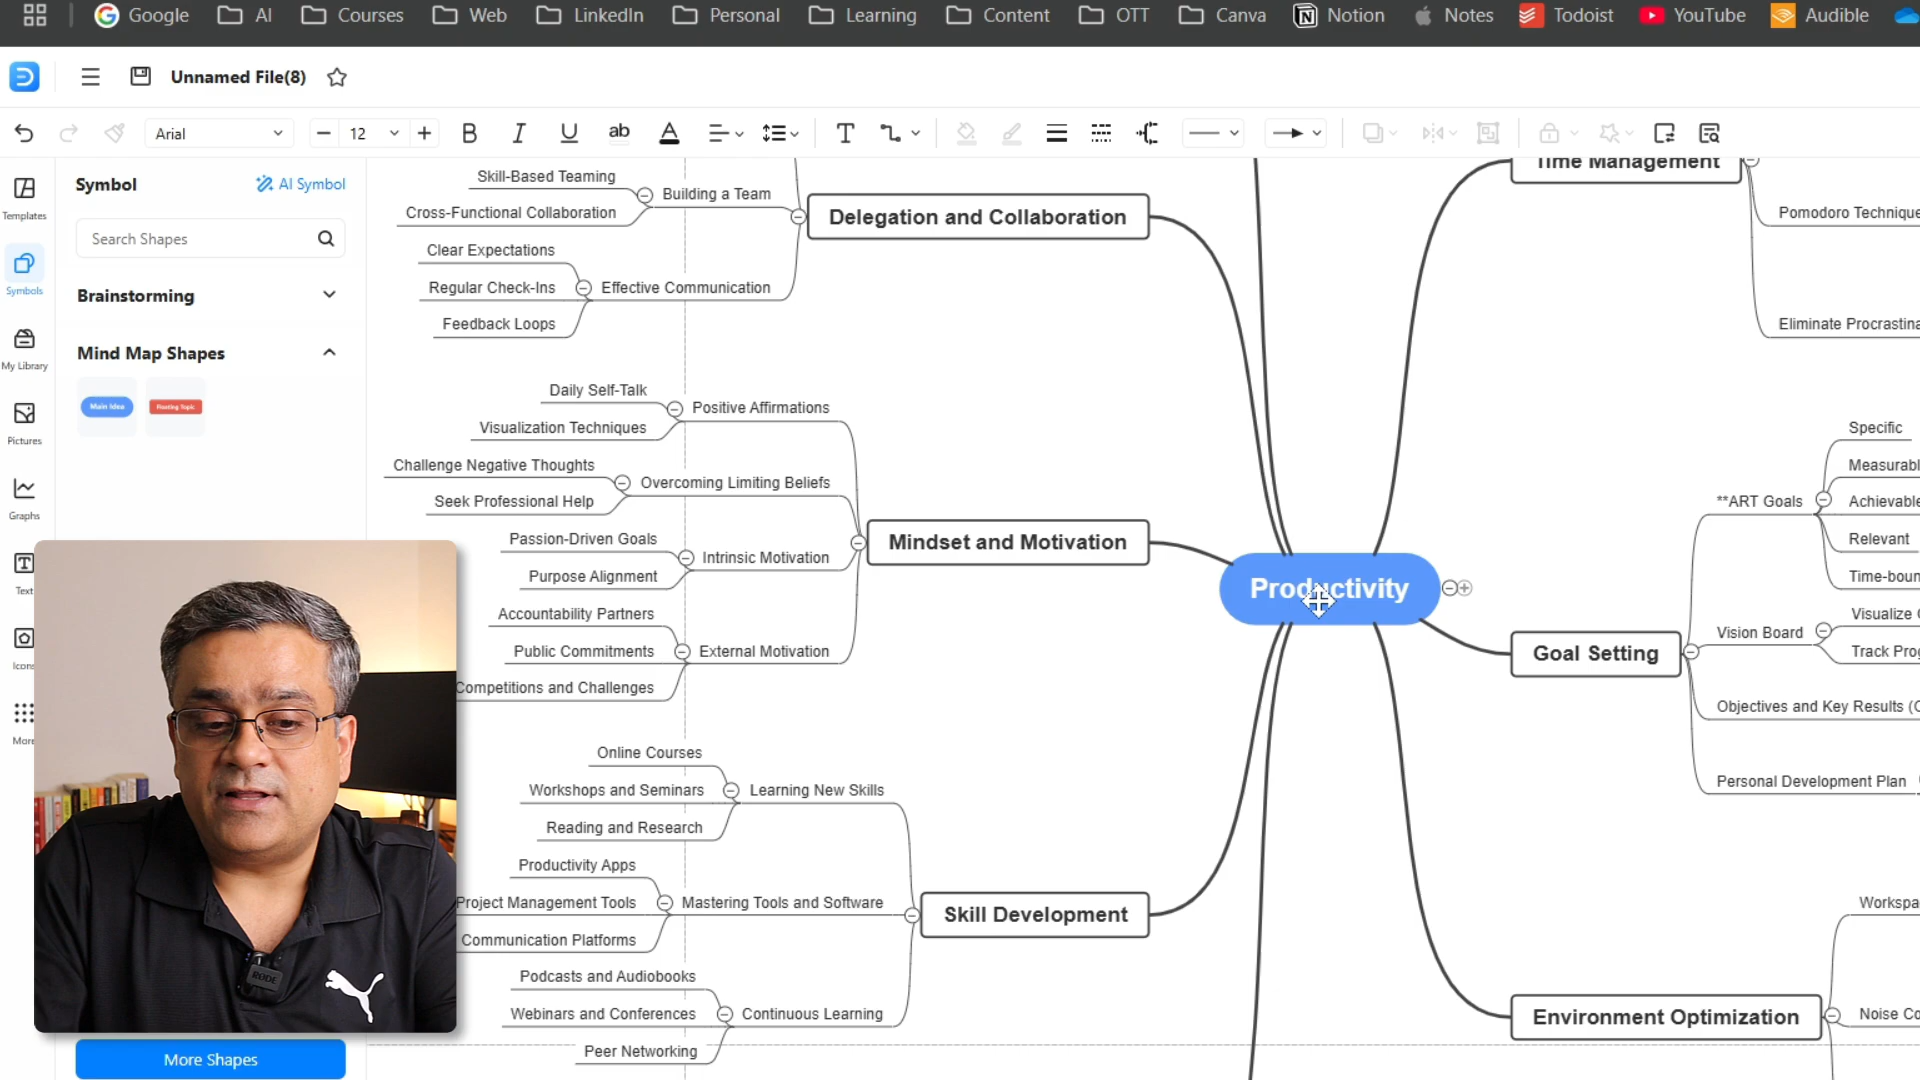 Google
AI
Courses
Web
LinkedIn
Personal
Learning
Content
OTT
Canva
Notion
Notes
Todoist
YouTube
Audible
Unnamed File(8)
Arial
12
B
I
U
ab
A
T
Templates
Symbols
My Library
Pictures
Graphs
Text
Icons
More
Symbol
AI Symbol
Search Shapes
Brainstorming
Mind Map Shapes
Main Idea
Floating Topic
More Shapes
RODE
Skill-Based Teaming
Cross-Functional Collaboration
Building a Team
Clear Expectations
Regular Check-Ins
Feedback Loops
Effective Communication
Delegation and Collaboration
Daily Self-Talk
Visualization Techniques
Positive Affirmations
Challenge Negative Thoughts
Seek Professional Help
Overcoming Limiting Beliefs
Passion-Driven Goals
Purpose Alignment
Intrinsic Motivation
Accountability Partners
Public Commitments
Competitions and Challenges
External Motivation
Mindset and Motivation
Online Courses
Workshops and Seminars
Reading and Research
Learning New Skills
Productivity Apps
Project Management Tools
Communication Platforms
Mastering Tools and Software
Podcasts and Audiobooks
Webinars and Conferences
Peer Networking
Continuous Learning
Skill Development
Productivity
Time Management
Pomodoro Technique
Eliminate Procrastina
Goal Setting
**ART Goals
Specific
Measurabl
Achievable
Relevant
Time-boun
Vision Board
Visualize
Track Prog
Objectives and Key Results (
Personal Development Plan
Environment Optimization
Workspa
Noise Co